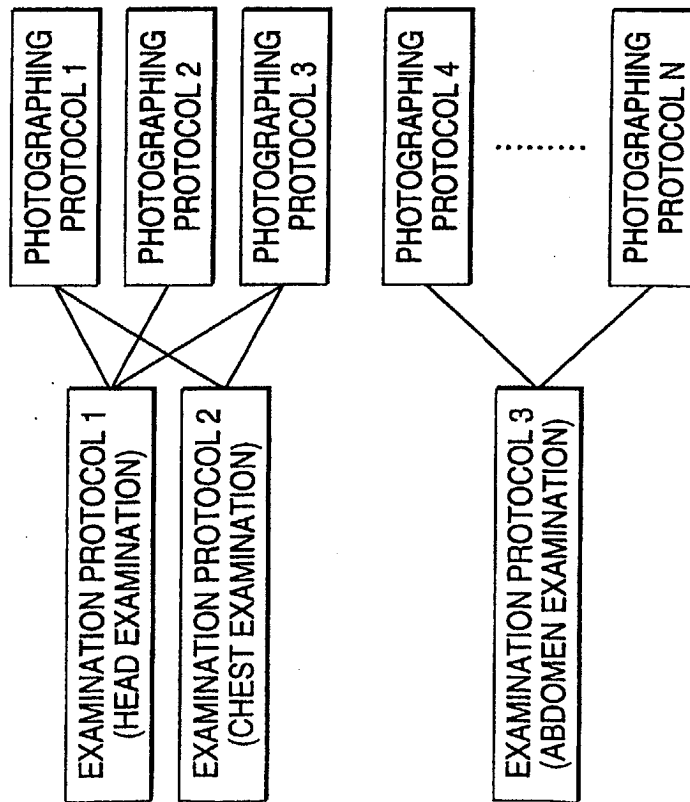 EXAMINATION PROTOCOL 1
(HEAD EXAMINATION)
EXAMINATION PROTOCOL 2
(CHEST EXAMINATION)
EXAMINATION PROTOCOL 3
(ABDOMEN EXAMINATION)
PHOTOGRAPHING
PROTOCOL 1
PHOTOGRAPHING
PROTOCOL 2
PHOTOGRAPHING
PROTOCOL 3
PHOTOGRAPHING
PROTOCOL 4
PHOTOGRAPHING
PROTOCOL N